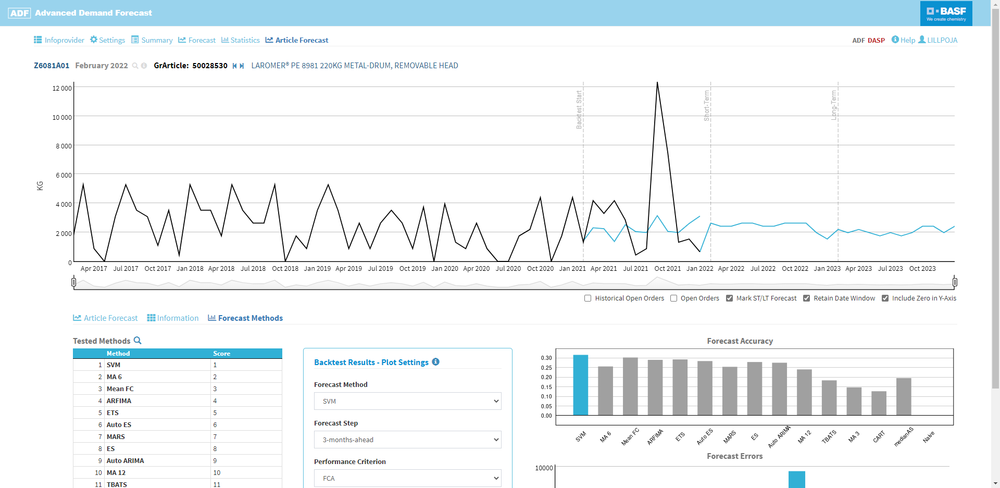 ADF Advanced Demand Forecast
BASF
We create chemistry
Infoprovider Settings Summary Forecast Statistics Article Forecast
ADF DASP Help LILLPOJA
Z6081A01 February 2022 GrArticle: 50028530 LAROMER® PE 8981 220KG METAL-DRUM, REMOVABLE HEAD
KG
12 000
10 000
8 000
6 000
4 000
2 000
0
Backtest Start
Short-Term
Long-Term
Apr 2017 Jul 2017 Oct 2017 Jan 2018 Apr 2018 Jul 2018 Oct 2018 Jan 2019 Apr 2019 Jul 2019 Oct 2019 Jan 2020 Apr 2020 Jul 2020 Oct 2020 Jan 2021 Apr 2021 Jul 2021 Oct 2021 Jan 2022 Apr 2022 Jul 2022 Oct 2022 Jan 2023 Apr 2023 Jul 2023 Oct 2023
Historical Open Orders Open Orders Mark ST/LT Forecast Retain Date Window Include Zero in Y-Axis
Article Forecast Information Forecast Methods
Tested Methods
Method Score
1 SVM 1
2 MA 6 2
3 Mean FC 3
4 ARFIMA 4
5 ETS 5
6 Auto ES 6
7 MARS 7
8 ES 8
9 Auto ARIMA 9
10 MA 12 10
11 TBATS 11
Backtest Results - Plot Settings
Forecast Method
SVM
Forecast Step
3-months-ahead
Performance Criterion
FCA
Forecast Accuracy
0.30
0.25
0.20
0.15
0.10
0.05
0.00
SVM MA 6 Mean FC ARFIMA ETS Auto ES MARS ES Auto ARIMA MA 12 TBATS MA 3 CART medianAS Naive
Forecast Errors
10000